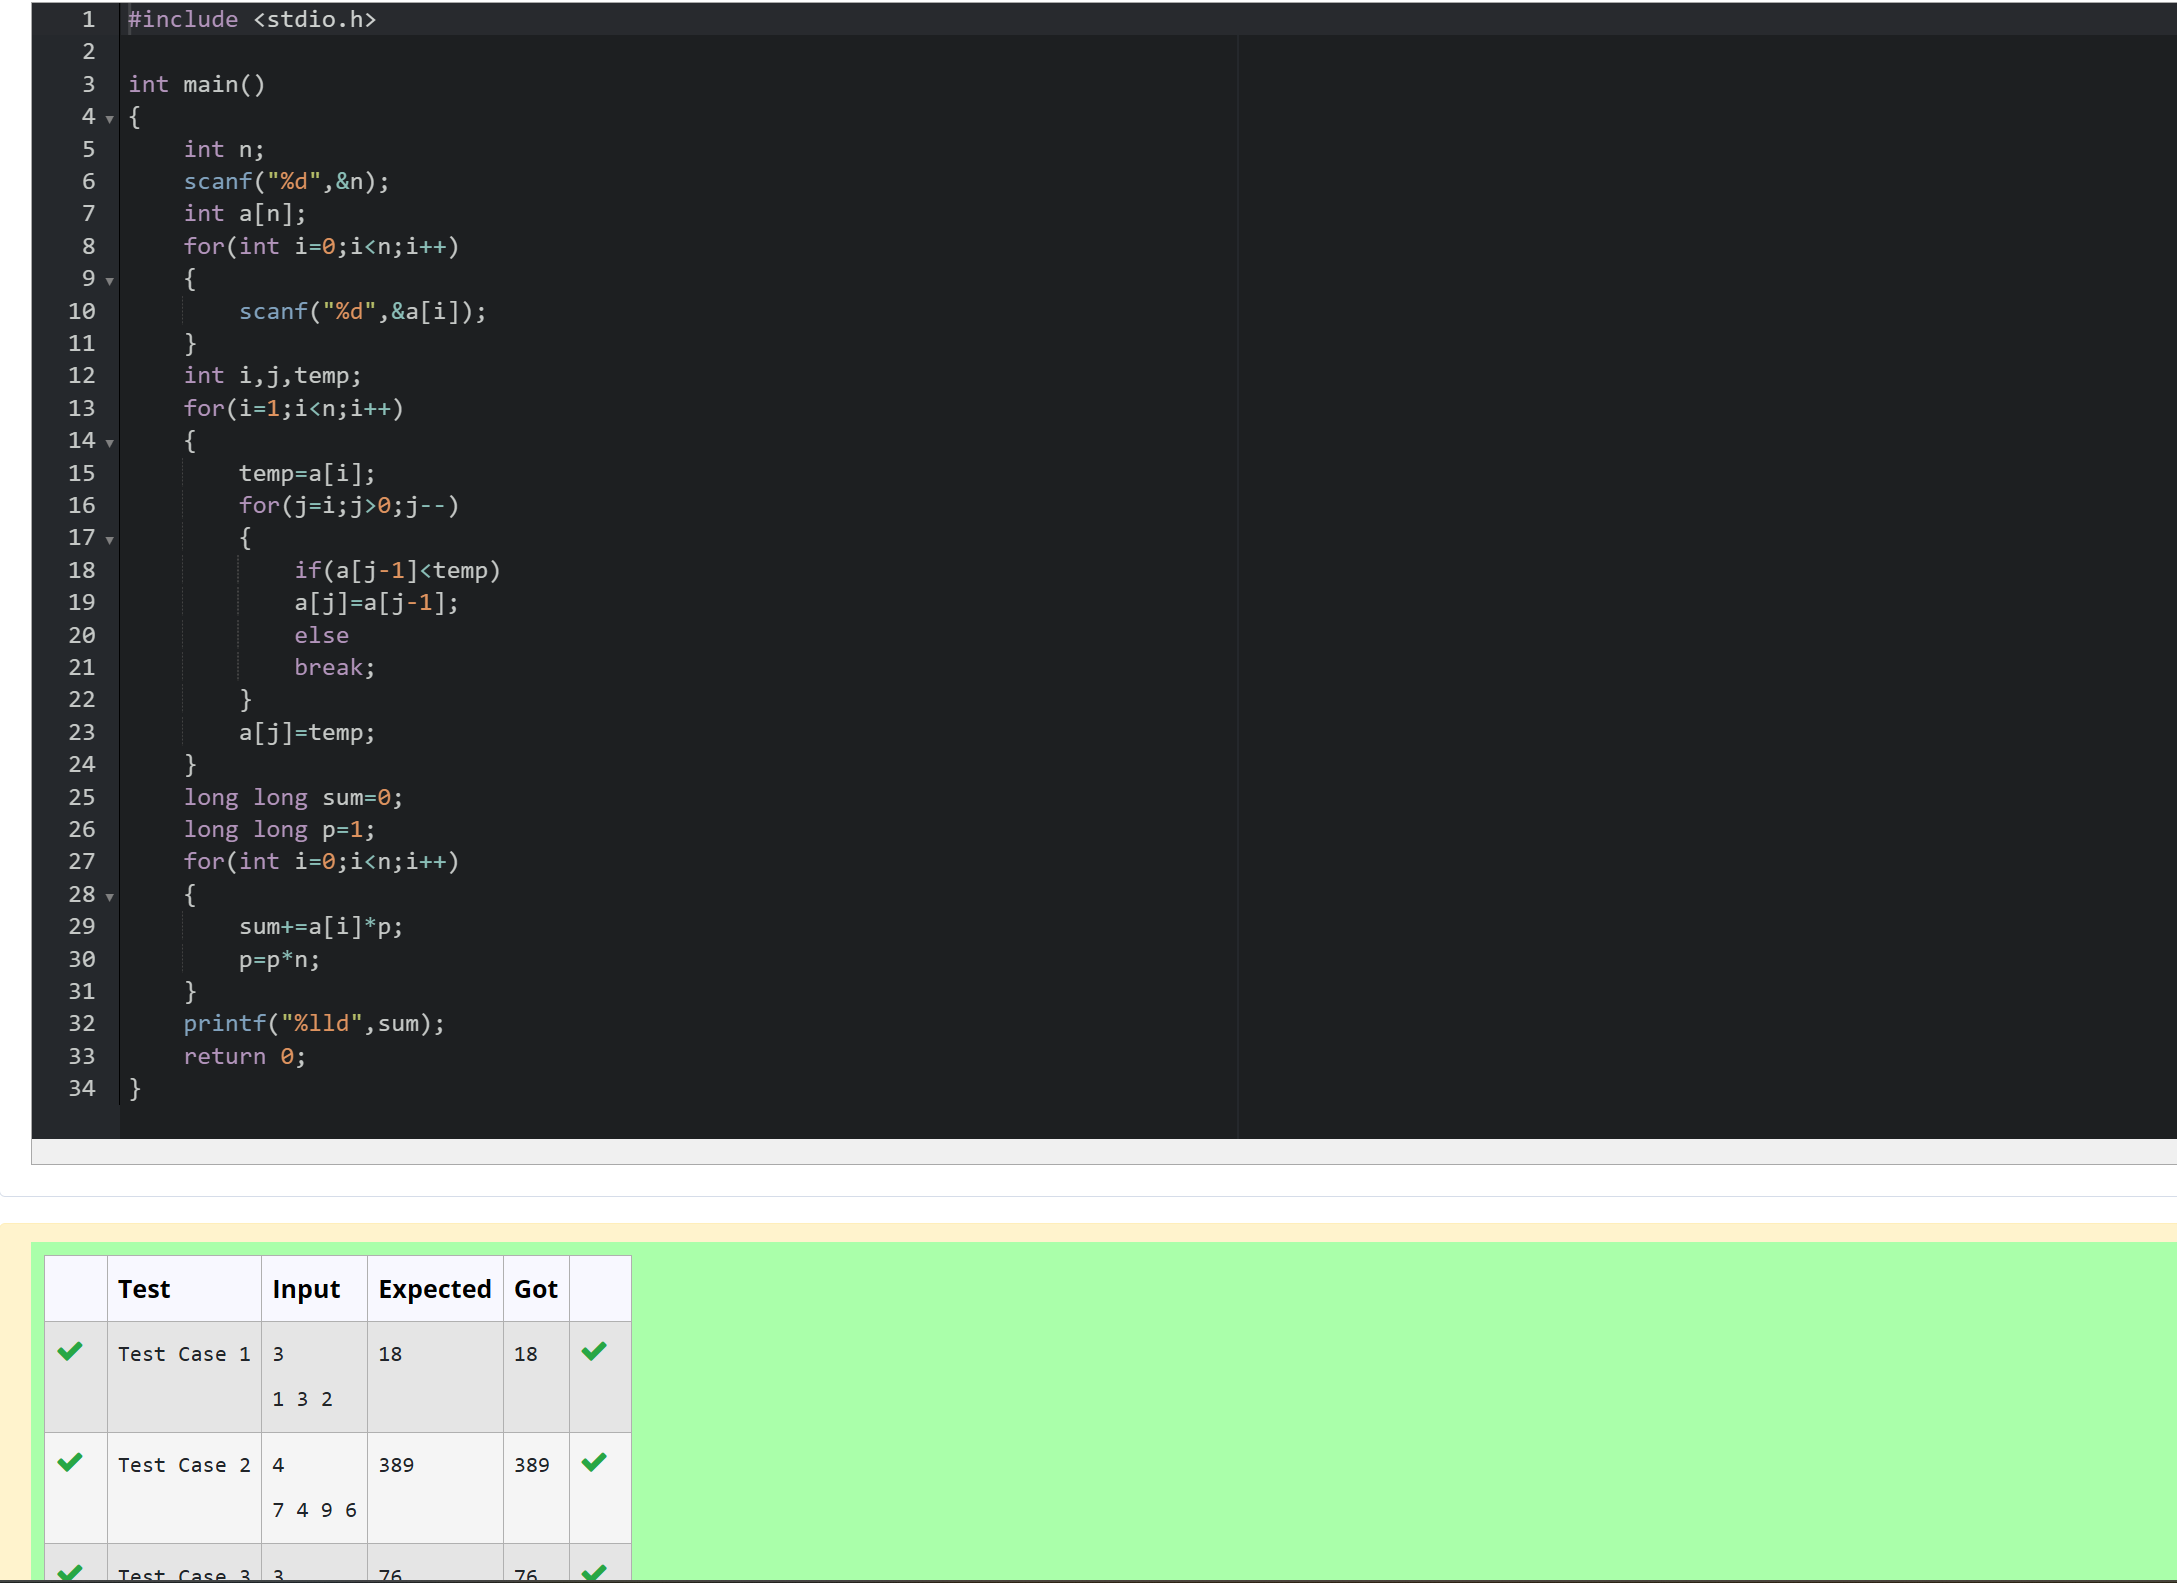 1 #include <stdio.h>
2
3 int main()
4 {
5     int n;
6     scanf("%d",&n);
7     int a[n];
8     for(int i=0;i<n;i++)
9     {
10         scanf("%d",&a[i]);
11     }
12     int i,j,temp;
13     for(i=1;i<n;i++)
14     {
15         temp=a[i];
16         for(j=i;j>0;j--)
17         {
18             if(a[j-1]<temp)
19             a[j]=a[j-1];
20             else
21             break;
22         }
23         a[j]=temp;
24     }
25     long long sum=0;
26     long long p=1;
27     for(int i=0;i<n;i++)
28     {
29         sum+=a[i]*p;
30         p=p*n;
31     }
32     printf("%lld",sum);
33     return 0;
34 }
Test Input Expected Got
Test Case 1 3 18 18
1 3 2
Test Case 2 4 389 389
7 4 9 6
Test Case 3 3 76 76